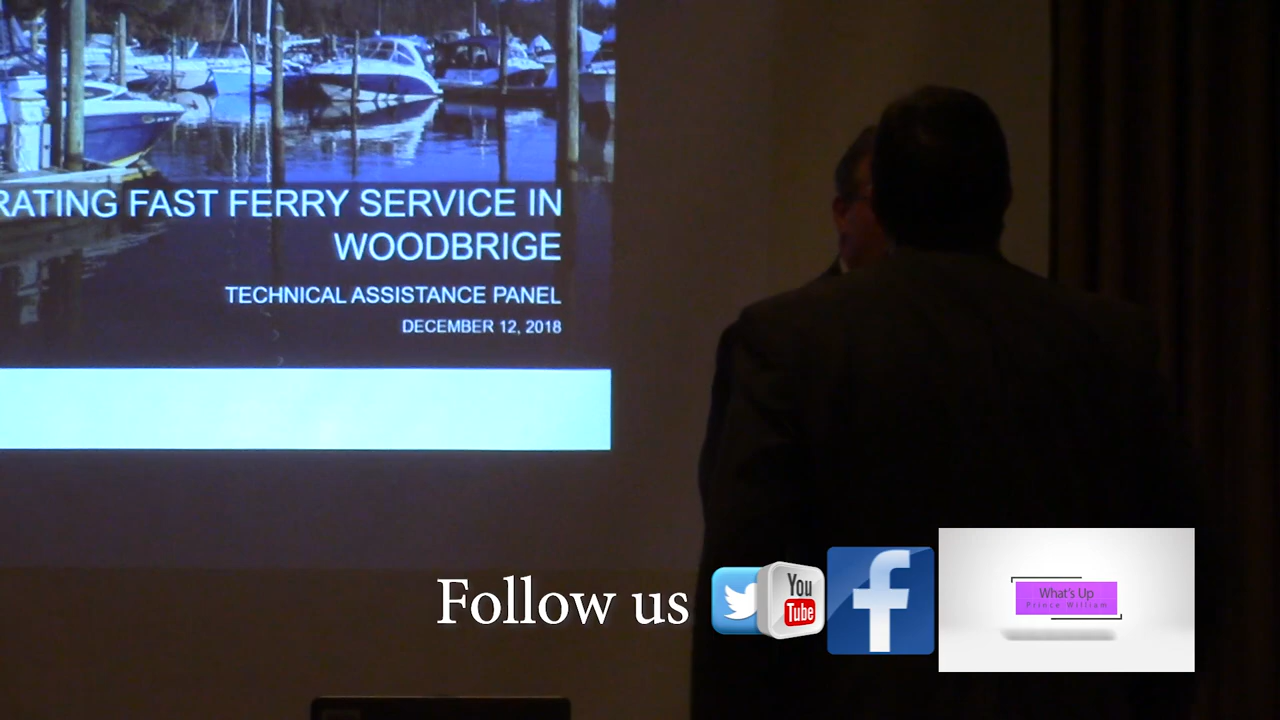 RATING FAST FERRY SERVICE IN
WOODBRIGE
TECHNICAL ASSISTANCE PANEL
DECEMBER 12, 2018
Follow us
You
Tube
f
What's Up
Prince William